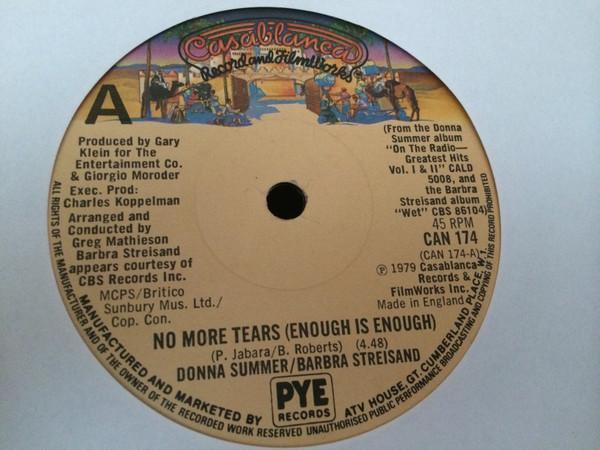 Casablanca
Record and FilmWorks
A
Produced by Gary
Klein for The
Entertainment Co.
& Giorgio Moroder
Exec. Prod:
Charles Koppelman
Arranged and
Conducted by
Greg Mathieson
Barbra Streisand
appears courtesy of
CBS Records Inc.
MCPS/Britico
Sunbury Mus. Ltd./
Cop. Con.
(From the Donna
Summer album
"On The Radio—
Greatest Hits
Vol. I & II" CALD
5008, and
the Barbra
Streisand album
"Wet" CBS 86104)
45 RPM
CAN 174
(CAN 174-A)
℗ 1979 Casablanca
Records &
FilmWorks Inc.
Made in England
NO MORE TEARS (ENOUGH IS ENOUGH)
(P. Jabara/B. Roberts) (4.48)
DONNA SUMMER/BARBRA STREISAND
PYE
RECORDS
MANUFACTURED AND MARKETED BY
ATV HOUSE, GT. CUMBERLAND PLACE, W.1.
ALL RIGHTS OF THE MANUFACTURER AND OF THE OWNER OF THE RECORDED WORK RESERVED UNAUTHORISED PUBLIC PERFORMANCE BROADCASTING AND COPYING OF THIS RECORD PROHIBITED